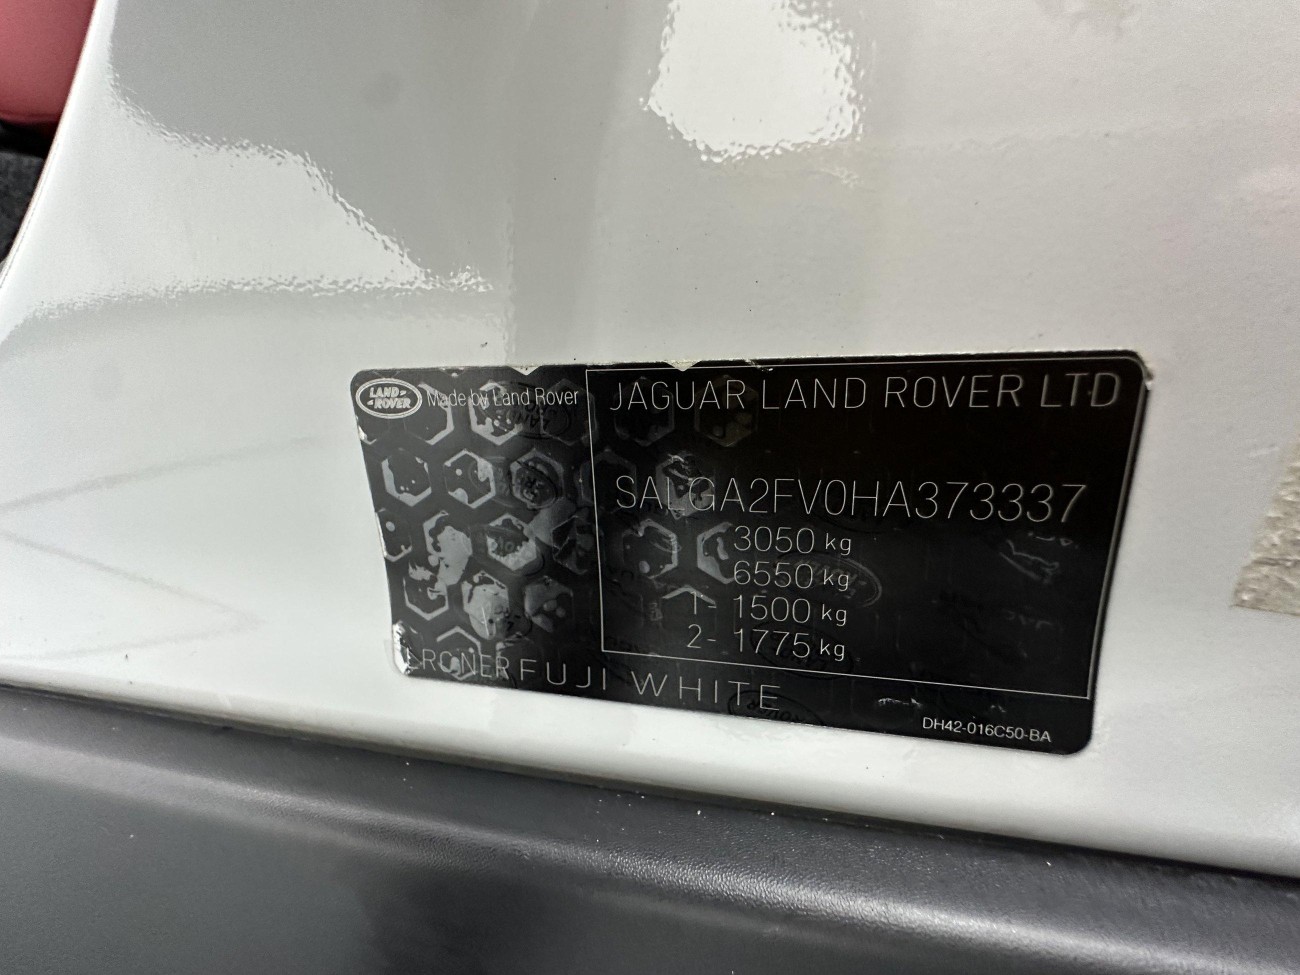 LAND ROVER
Made by Land Rover
JAGUAR LAND ROVER LTD
SALGA2FV0HA373337
3050 kg
6550 kg
1- 1500 kg
2- 1775 kg
FUJI WHITE
DH42-016C50-BA